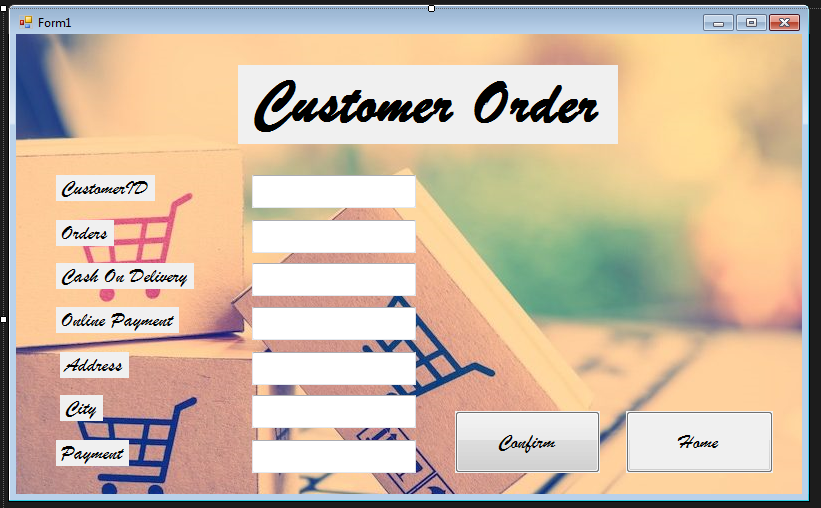 Form1
Customer Order
CustomerID
Orders
Cash On Delivery
Online Payment
Address
City
Payment
Confirm
Home